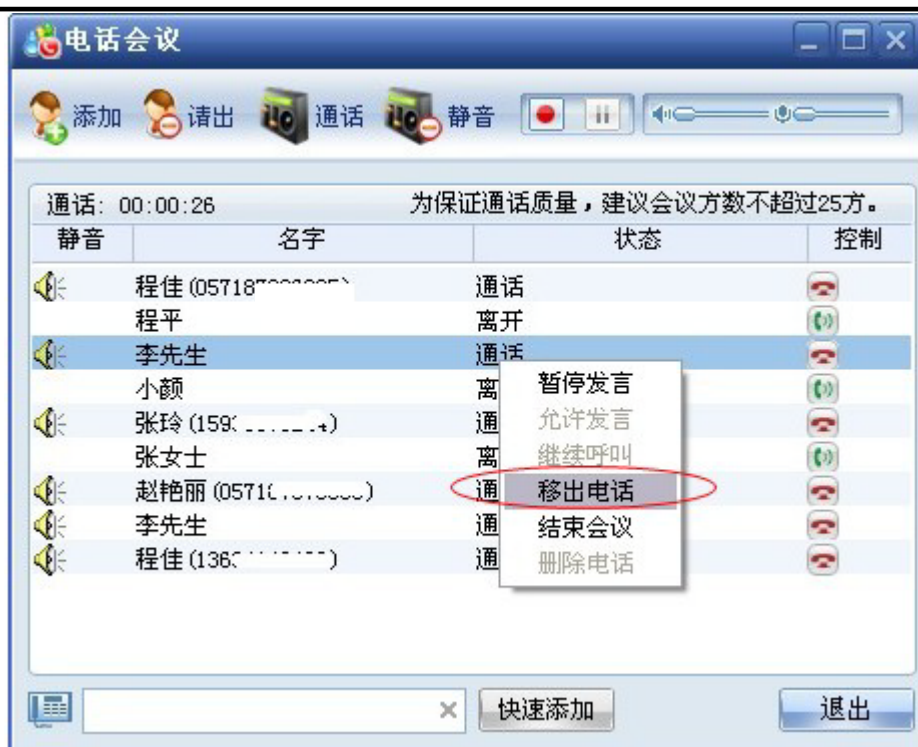 电话会议
添加 请出 通话 静音
通话: 00:00:26 为保证通话质量，建议会议方数不超过25方。
静音 名字 状态 控制
程佳(057187 通话
程平 离开
李先生 通话
小颜 离
暂停发言
张玲(159 通
允许发言
张女士 离
继续呼叫
赵艳丽(0571 通
移出电话
李先生 通
结束会议
程佳(136 通
删除电话
快速添加 退出